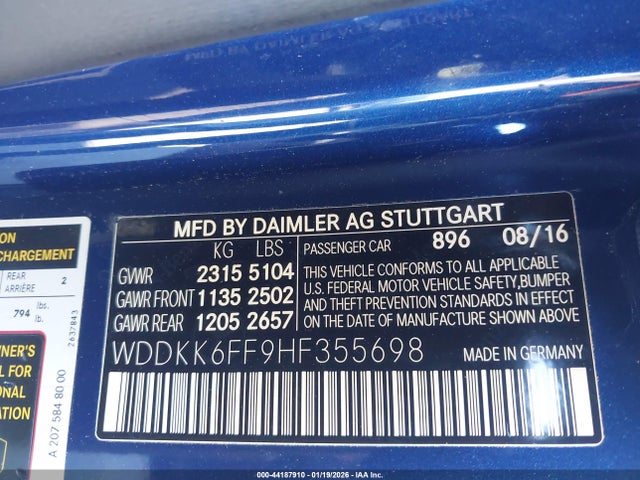 MFD BY DAIMLER AG STUTTGART
KG LBS
GVWR 2315 5104
GAWR FRONT 1135 2502
GAWR REAR 1205 2657
PASSENGER CAR 896 08/16
THIS VEHICLE CONFORMS TO ALL APPLICABLE
U.S. FEDERAL MOTOR VEHICLE SAFETY,BUMPER
AND THEFT PREVENTION STANDARDS IN EFFECT
ON THE DATE OF MANUFACTURE SHOWN ABOVE.
WDDKK6FF9HF355698
MADE IN GERMANY
ON
CHARGEMENT
REAR 2
ARRIÈRE
794 lbs.
lb.
2637843
WNER'S
L FOR
ONAL
ATION
A 207 584 80 00
000-44187910 - 01/19/2026 - IAA Inc.